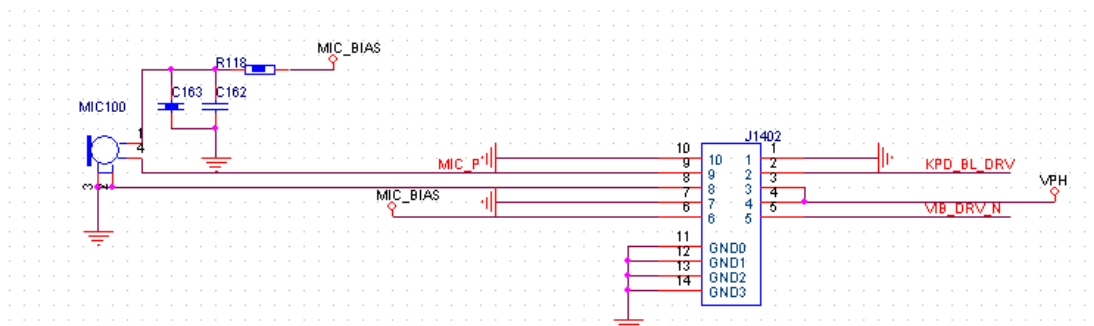 MIC_BIAS
R118
C163 C162
MIC100
1
4
3 2
J1402
10 10 1 1
MIC_P 9 9 2 2 KPD_BL_DRV
8 8 3 3
MIC_BIAS 7 7 4 4 VPH
6 6 5 5 VIB_DRV_N
11 GND0
12 GND1
13 GND2
14 GND3